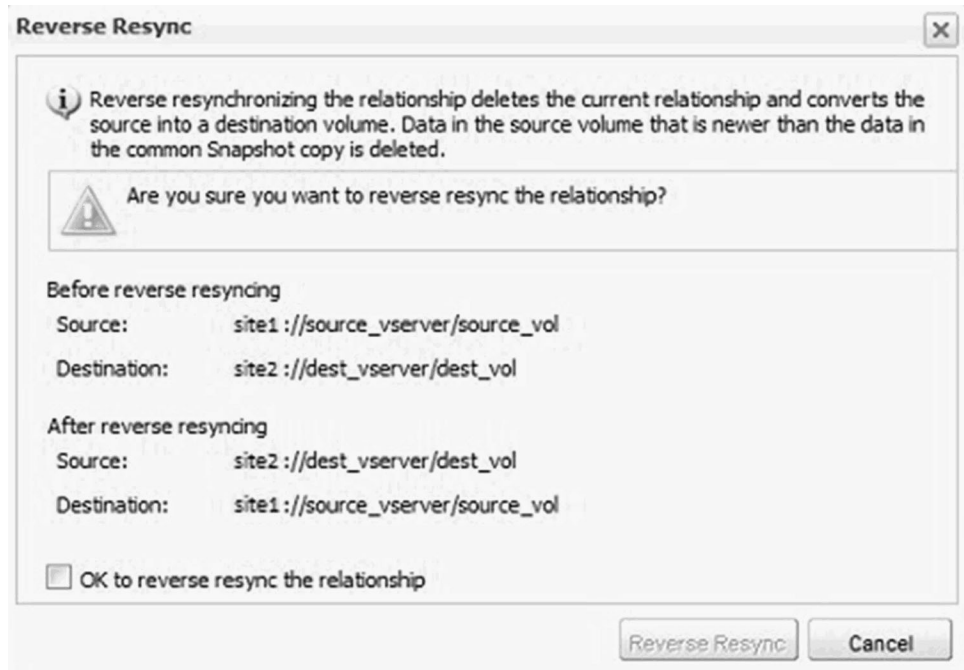 Reverse Resync
Reverse resynchronizing the relationship deletes the current relationship and converts the
source into a destination volume. Data in the source volume that is newer than the data in
the common Snapshot copy is deleted.
Are you sure you want to reverse resync the relationship?
Before reverse resyncing
Source: site1 ://source_vserver/source_vol
Destination: site2 ://dest_vserver/dest_vol
After reverse resyncing
Source: site2 ://dest_vserver/dest_vol
Destination: site1 ://source_vserver/source_vol
OK to reverse resync the relationship
Reverse Resync Cancel